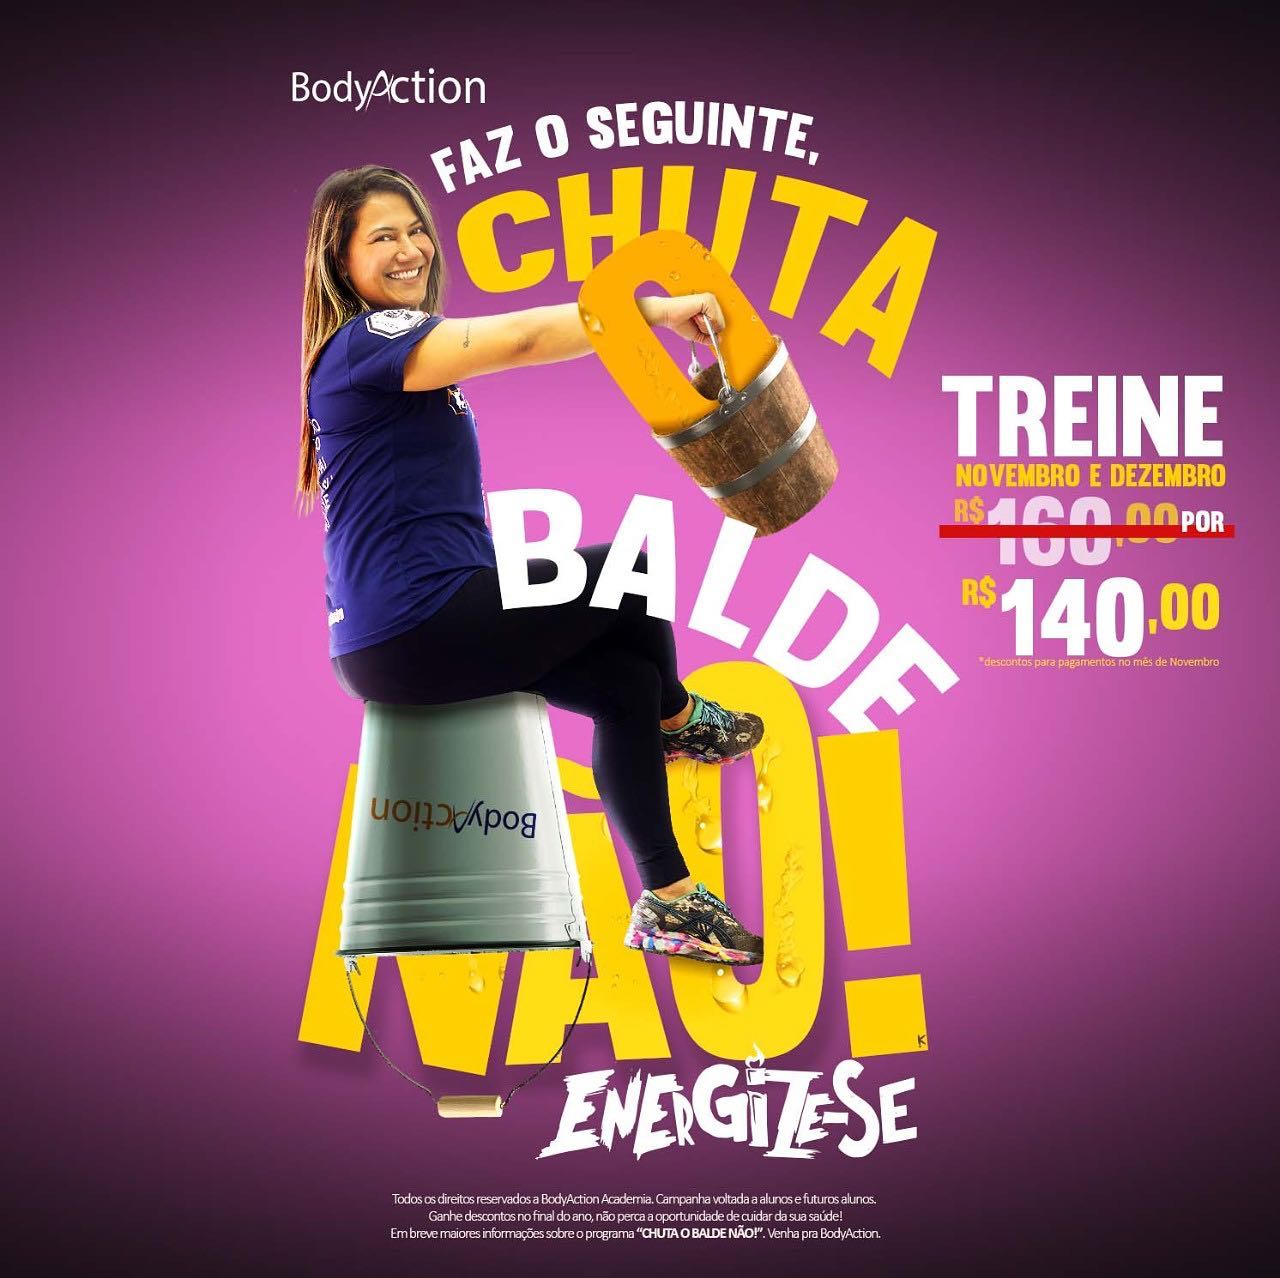 BodyAction
FAZ O SEGUINTE,
CHUTA
O
BALDE
NÃO!
TREINE
NOVEMBRO E DEZEMBRO
R$160,00 POR
R$140,00
*descontos para pagamentos no mês de Novembro
BodyAction
ENERGIZE-SE
Todos os direitos reservados a BodyAction Academia. Campanha voltada a alunos e futuros alunos.
Ganhe descontos no final do ano, não perca a oportunidade de cuidar da sua saúde!
Em breve maiores informações sobre o programa "CHUTA O BALDE NÃO!". Venha pra BodyAction.